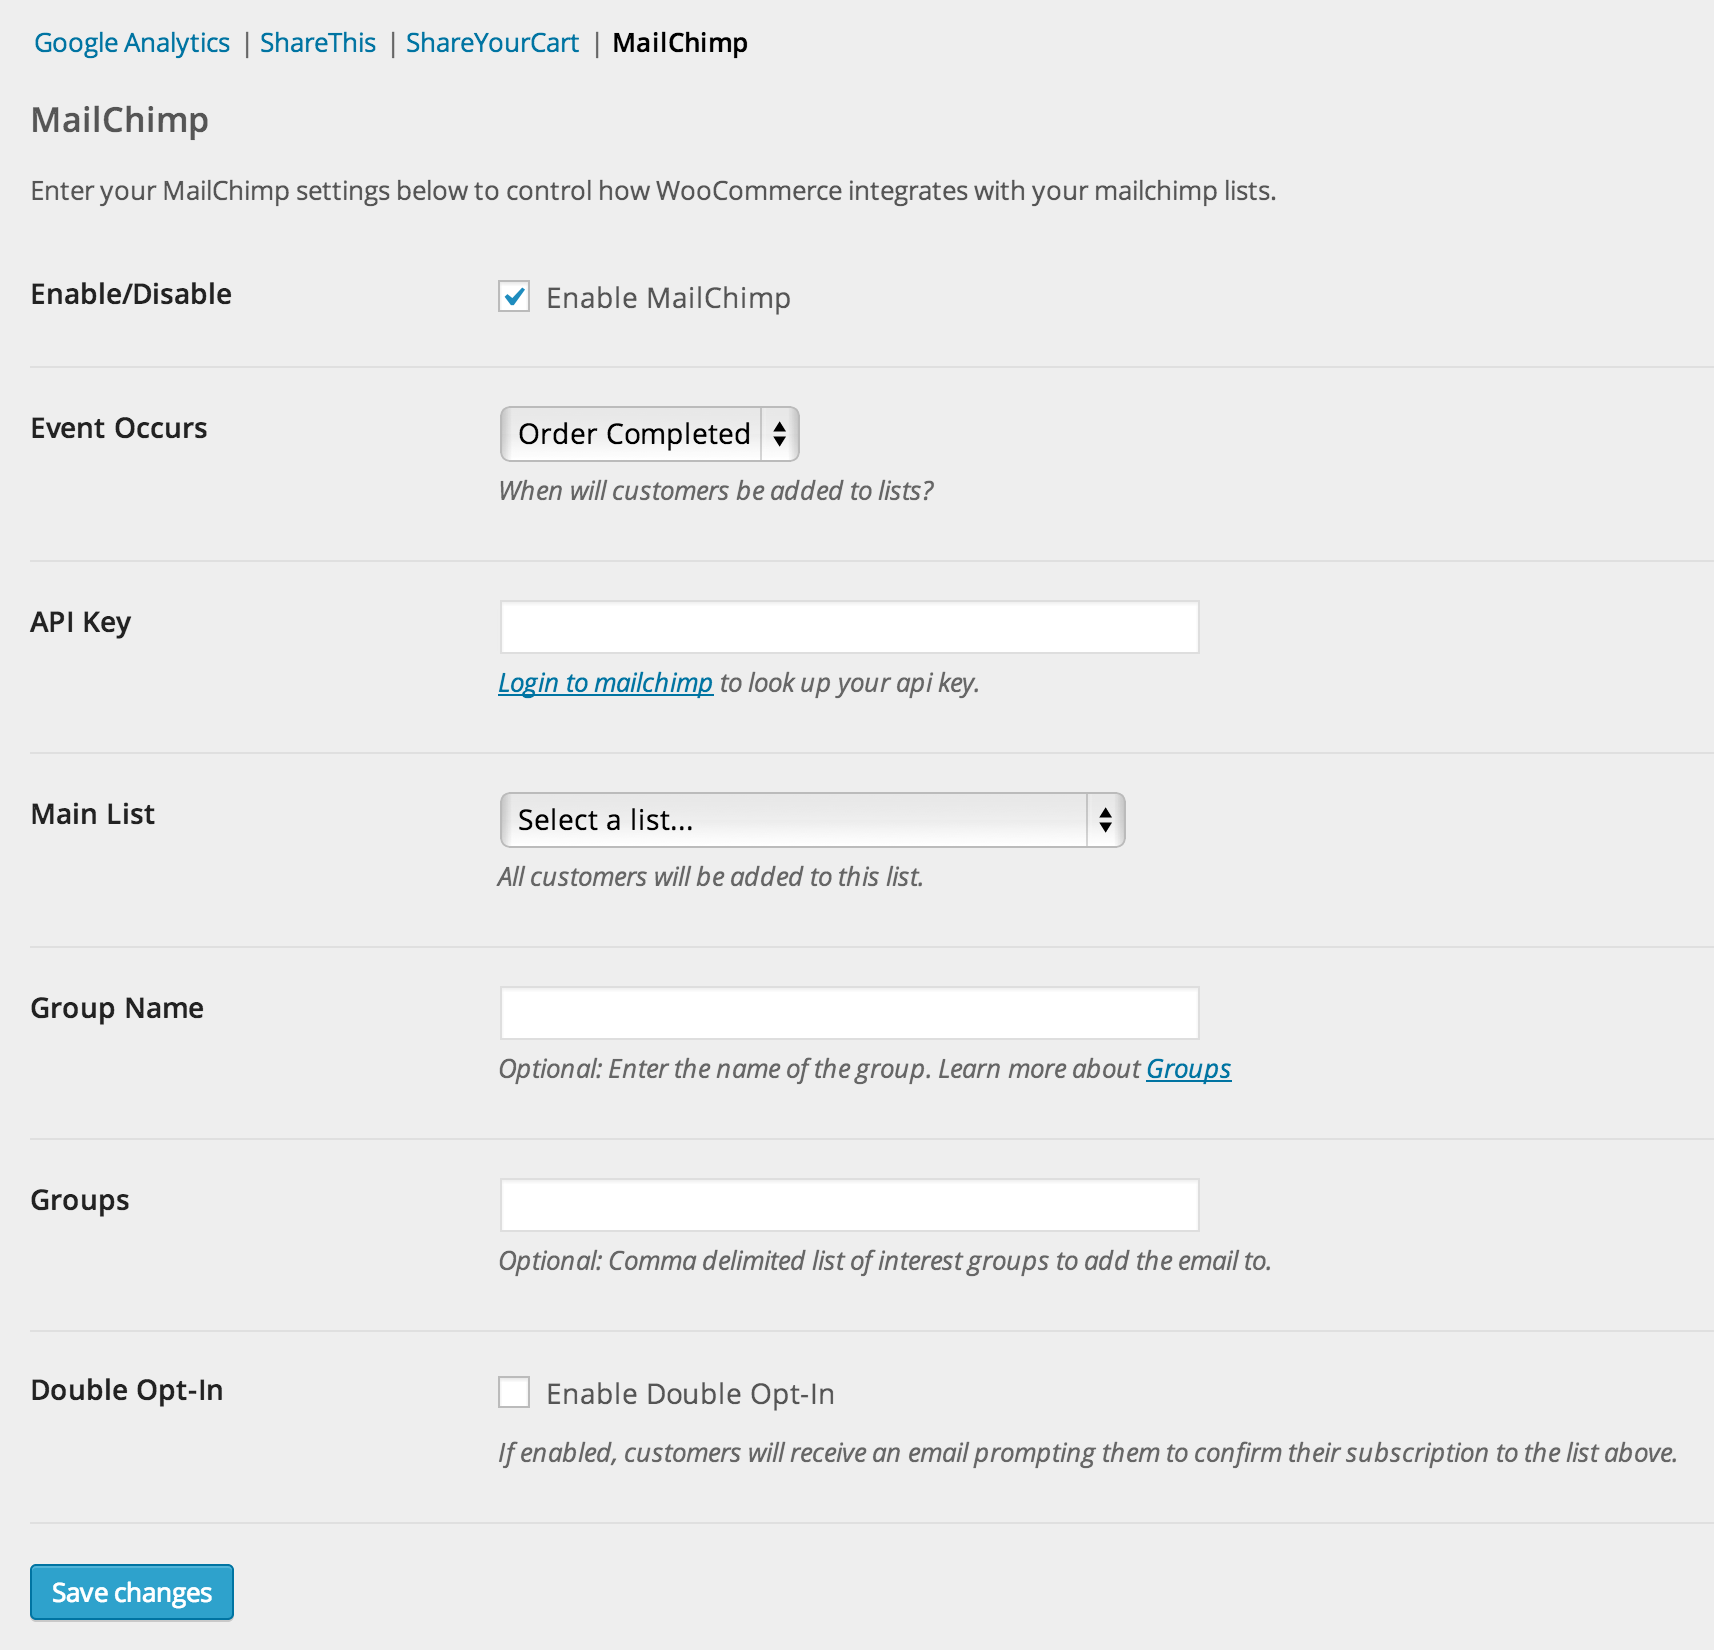 Google Analytics | ShareThis | ShareYourCart | MailChimp
MailChimp
Enter your MailChimp settings below to control how WooCommerce integrates with your mailchimp lists.
Enable/Disable
Enable MailChimp
Event Occurs
Order Completed
When will customers be added to lists?
API Key
Login to mailchimp to look up your api key.
Main List
Select a list...
All customers will be added to this list.
Group Name
Optional: Enter the name of the group. Learn more about Groups
Groups
Optional: Comma delimited list of interest groups to add the email to.
Double Opt-In
Enable Double Opt-In
If enabled, customers will receive an email prompting them to confirm their subscription to the list above.
Save changes